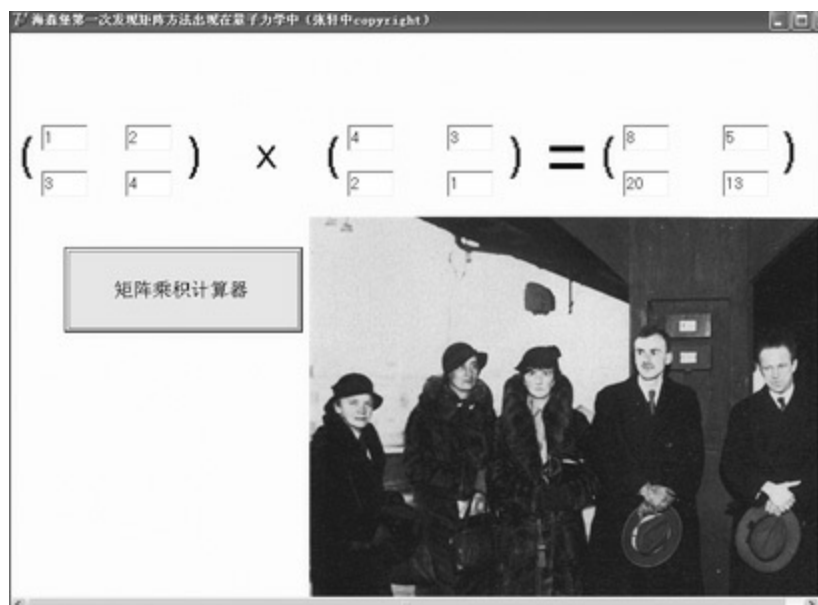 海森堡第一次发现矩阵方法出现在量子力学中（张轩中copyright）
( 1 2 ) × ( 4 3 ) = ( 8 5 )
3 4 2 1 20 13
矩阵乘积计算器